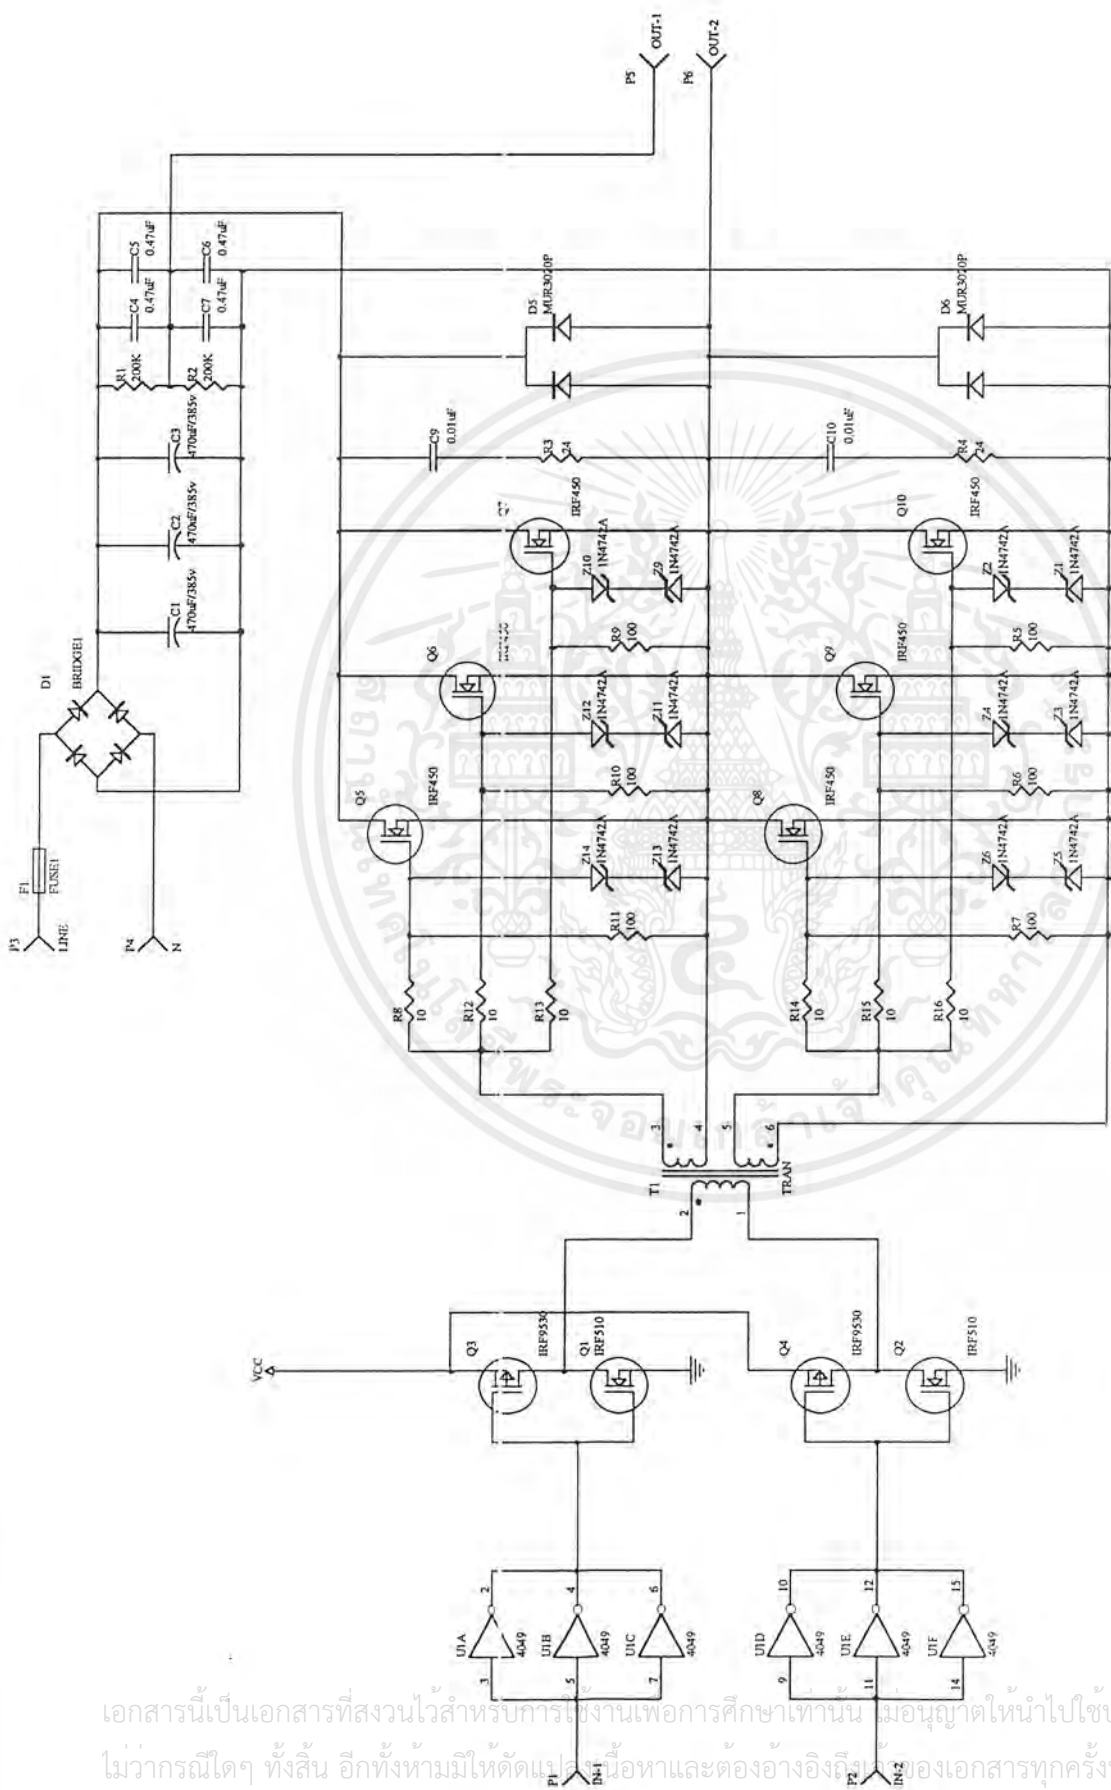 P3
LINE
F1
FUSE1
P4
N
D1
BRIDGE1
C1
470uF/385v
C2
470uF/385v
C3
470uF/385v
R1
200K
R2
200K
C4
0.47uF
C7
0.47uF
C5
0.47uF
C6
0.47uF
P5
OUT-1
P6
OUT-2
D5
MUR3020P
D6
MUR3020P
C9
0.01uF
R3
24
C10
0.01uF
R4
24
Q5
IRF450
Q6
Q8
IRF450
Q9
IRF450
IRF450
Q10
IRF450
Z10
1N4742A
Z9
1N4742A
Z12
1N4742A
Z11
1N4742A
Z14
1N4742A
Z13
1N4742A
Z2
1N4742A
Z1
1N4742A
Z4
1N4742A
Z3
1N4742A
Z6
1N4742A
Z5
1N4742A
R9
100
R10
100
R11
100
R5
100
R6
100
R7
100
R8
10
R12
10
R13
10
R14
10
R15
10
R16
10
T1
TRAN
3
4
5
6
2
1
VCC
Q3
IRF9530
Q1
IRF510
Q4
IRF9530
Q2
IRF510
U1A
4049
3
2
U1B
4049
5
4
U1C
4049
7
6
U1D
4049
9
10
U1E
4049
11
12
U1F
4049
14
15
P1
IN-1
P2
IN-2
เอกสารนี้เป็นเอกสารที่สงวนไว้สำหรับการใช้งานเพื่อการศึกษาเท่านั้น ไม่อนุญาตให้นำไปใช้
ไม่ว่ากรณีใดๆ ทั้งสิ้น อีกทั้งห้ามมิให้ดัดแปลงเนื้อหาและต้องอ้างอิงถึงเจ้าของเอกสารทุกครั้ง